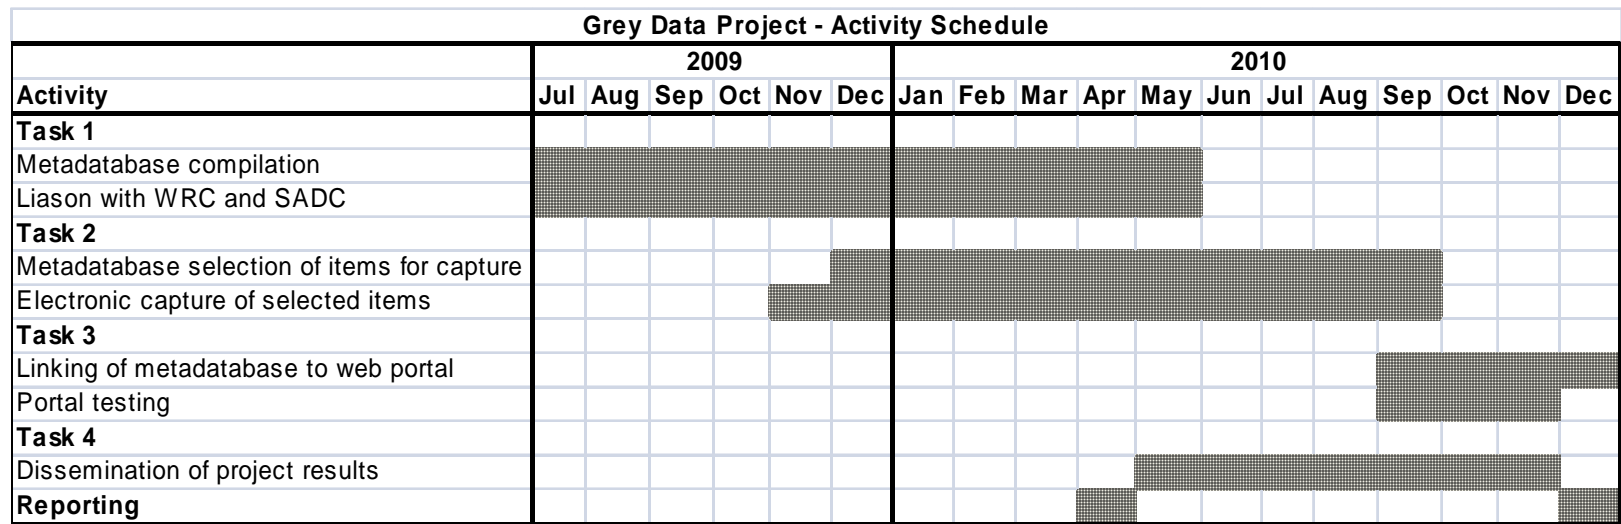 Grey Data Project - Activity Schedule
2009 2010
Activity Jul Aug Sep Oct Nov Dec Jan Feb Mar Apr May Jun Jul Aug Sep Oct Nov Dec
Task 1
Metadatabase compilation
Liason with WRC and SADC
Task 2
Metadatabase selection of items for capture
Electronic capture of selected items
Task 3
Linking of metadatabase to web portal
Portal testing
Task 4
Dissemination of project results
Reporting